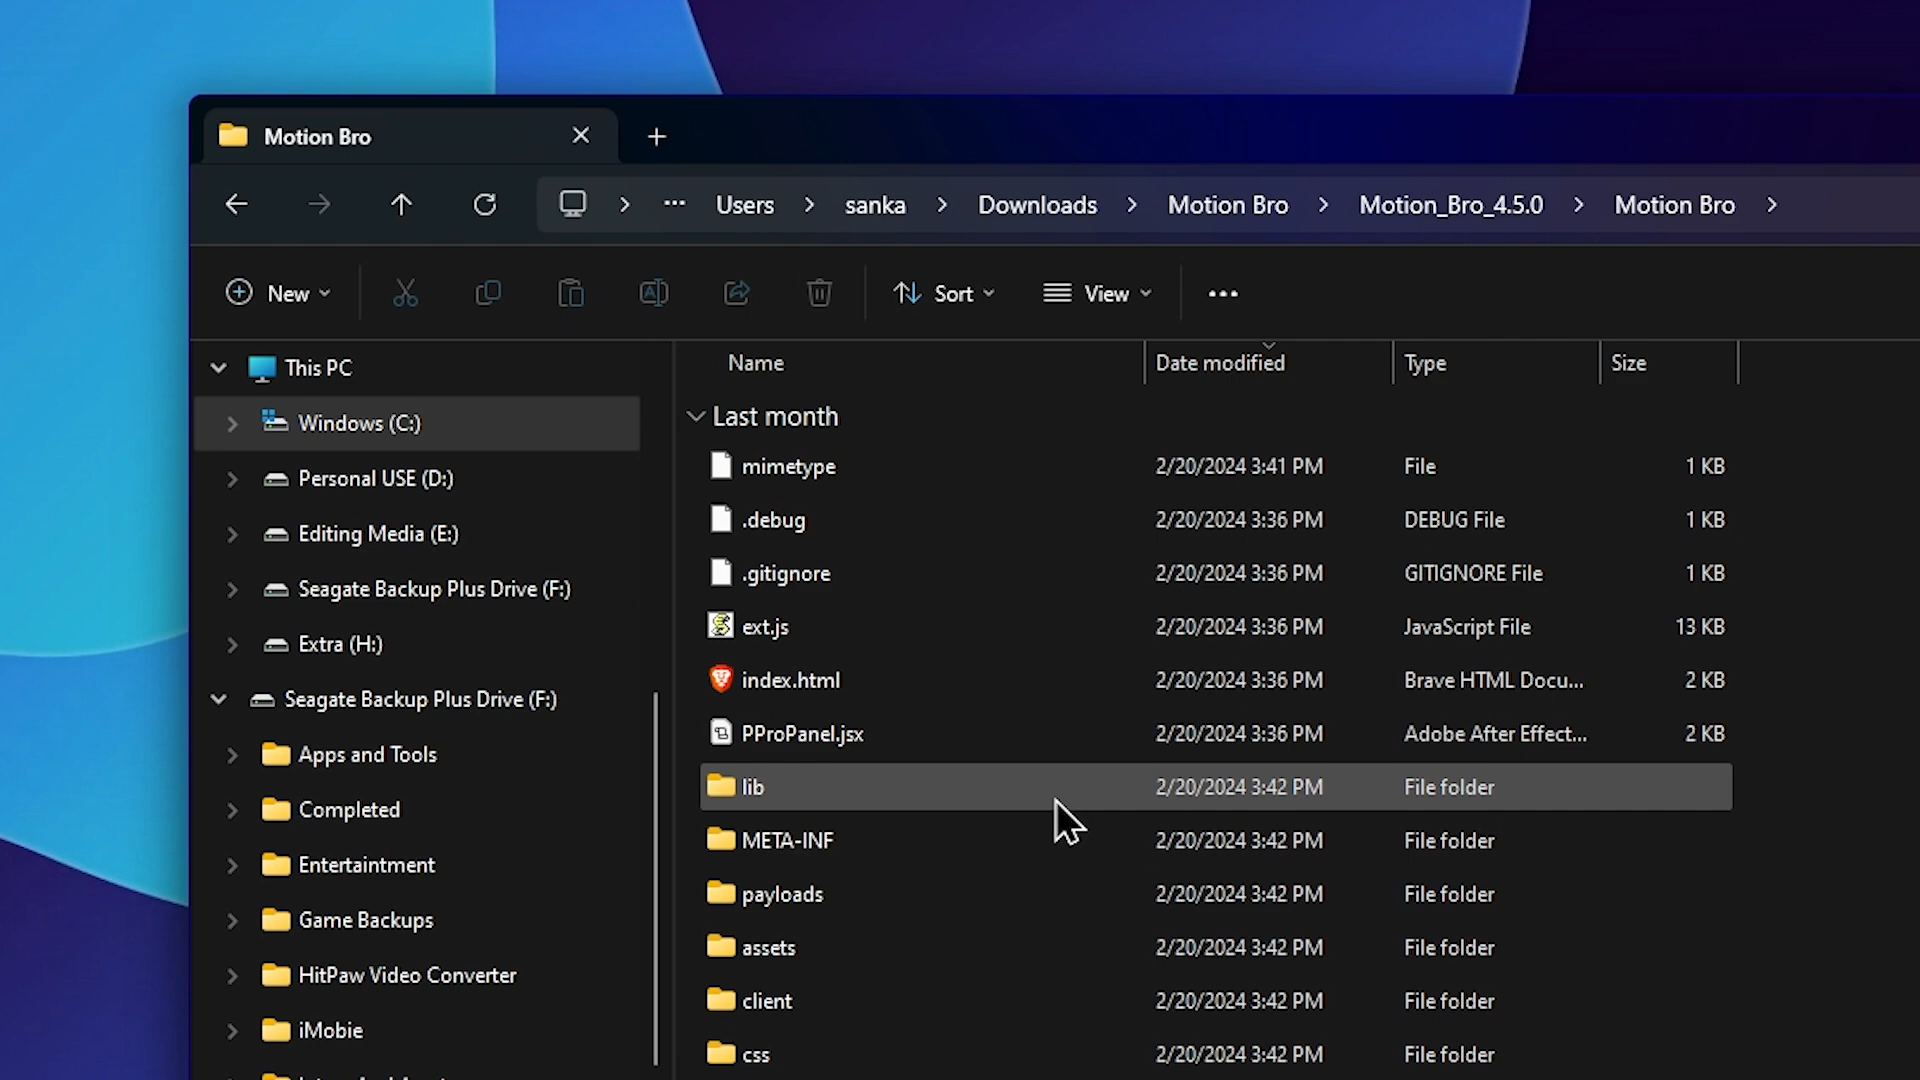 Motion Bro
Users > sanka > Downloads > Motion Bro > Motion_Bro_4.5.0 > Motion Bro >
New
Sort
View
This PC
Windows (C:)
Personal USE (D:)
Editing Media (E:)
Seagate Backup Plus Drive (F:)
Extra (H:)
Seagate Backup Plus Drive (F:)
Apps and Tools
Completed
Entertaintment
Game Backups
HitPaw Video Converter
iMobie
Name Date modified Type Size
Last month
mimetype 2/20/2024 3:41 PM File 1 KB
.debug 2/20/2024 3:36 PM DEBUG File 1 KB
.gitignore 2/20/2024 3:36 PM GITIGNORE File 1 KB
ext.js 2/20/2024 3:36 PM JavaScript File 13 KB
index.html 2/20/2024 3:36 PM Brave HTML Docu... 2 KB
PProPanel.jsx 2/20/2024 3:36 PM Adobe After Effect... 2 KB
lib 2/20/2024 3:42 PM File folder
META-INF 2/20/2024 3:42 PM File folder
payloads 2/20/2024 3:42 PM File folder
assets 2/20/2024 3:42 PM File folder
client 2/20/2024 3:42 PM File folder
css 2/20/2024 3:42 PM File folder